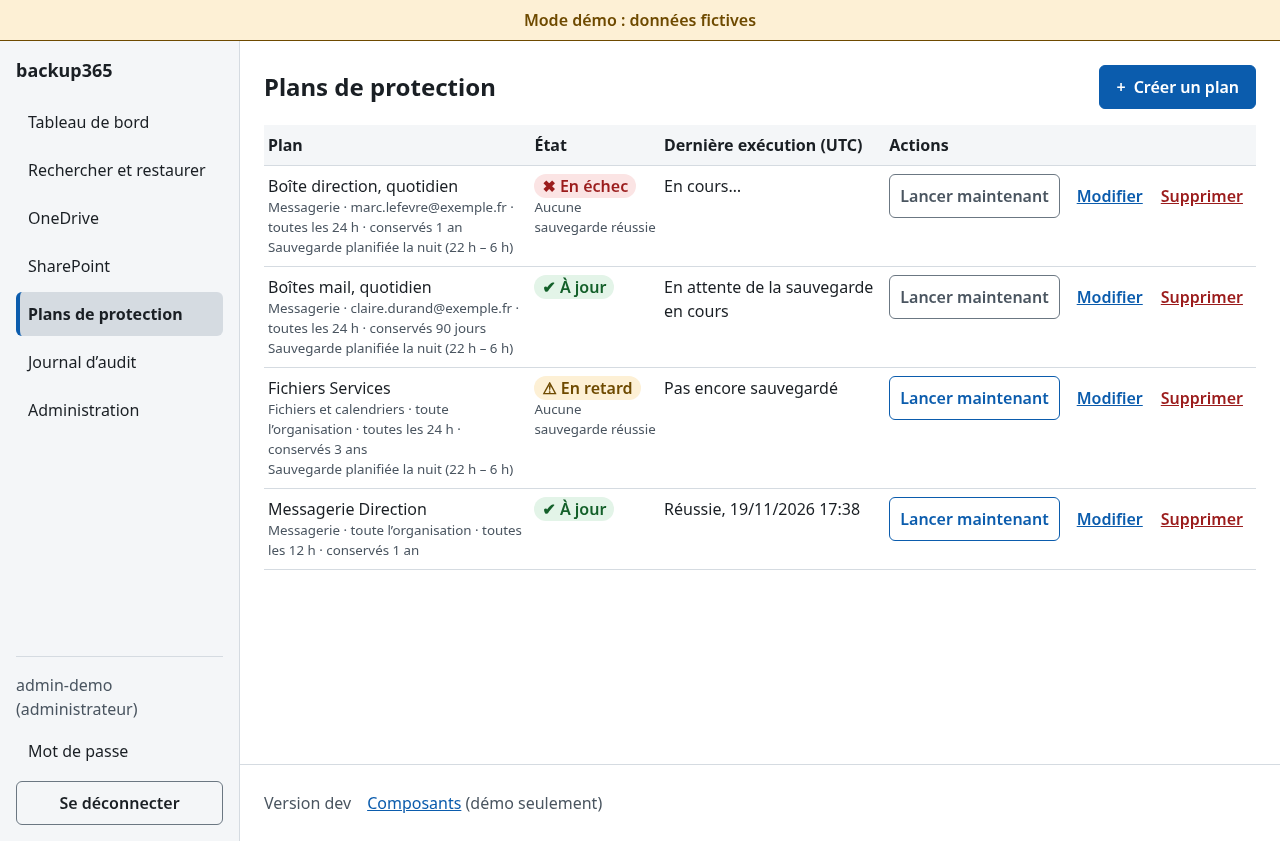 Mode démo : données fictives
backup365
Tableau de bord
Rechercher et restaurer
OneDrive
SharePoint
Plans de protection
Journal d’audit
Administration
admin-demo
(administrateur)
Mot de passe
Se déconnecter
Plans de protection
+ Créer un plan
Plan État Dernière exécution (UTC) Actions
Boîte direction, quotidien
Messagerie · marc.lefevre@exemple.fr ·
toutes les 24 h · conservés 1 an
Sauvegarde planifiée la nuit (22 h – 6 h)
✖ En échec
Aucune
sauvegarde réussie
En cours…
Lancer maintenant Modifier Supprimer
Boîtes mail, quotidien
Messagerie · claire.durand@exemple.fr ·
toutes les 24 h · conservés 90 jours
Sauvegarde planifiée la nuit (22 h – 6 h)
✔ À jour
En attente de la sauvegarde
en cours
Lancer maintenant Modifier Supprimer
Fichiers Services
Fichiers et calendriers · toute
l’organisation · toutes les 24 h ·
conservés 3 ans
Sauvegarde planifiée la nuit (22 h – 6 h)
⚠ En retard
Aucune
sauvegarde réussie
Pas encore sauvegardé
Lancer maintenant Modifier Supprimer
Messagerie Direction
Messagerie · toute l’organisation · toutes
les 12 h · conservés 1 an
✔ À jour
Réussie, 19/11/2026 17:38
Lancer maintenant Modifier Supprimer
Version dev Composants (démo seulement)